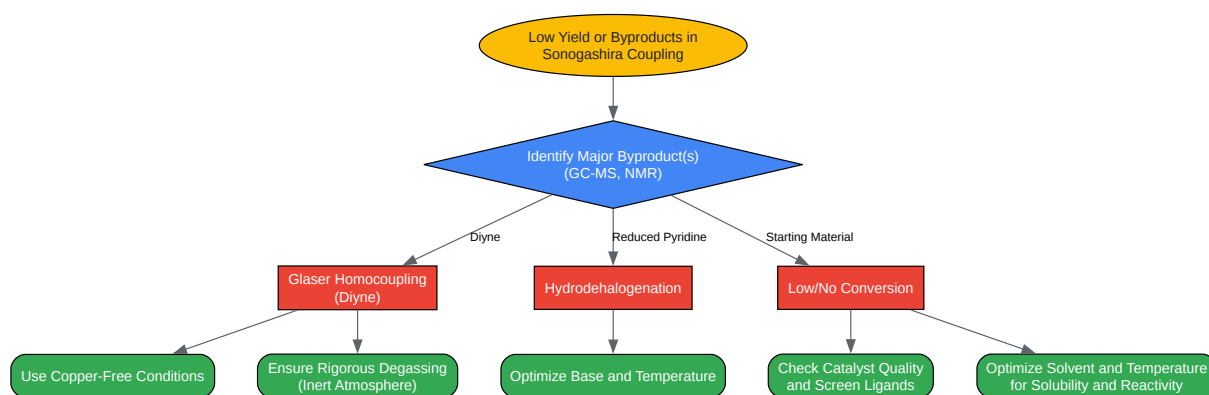 Low Yield or Byproducts in
Sonogashira Coupling
Identify Major Byproduct(s)
(GC-MS, NMR)
Diyne
Reduced Pyridine
Starting Material
Glaser Homocoupling
(Diyne)
Hydrodehalogenation
Low/No Conversion
Use Copper-Free Conditions
Ensure Rigorous Degassing
(Inert Atmosphere)
Optimize Base and Temperature
Check Catalyst Quality
and Screen Ligands
Optimize Solvent and Temperature
for Solubility and Reactivity